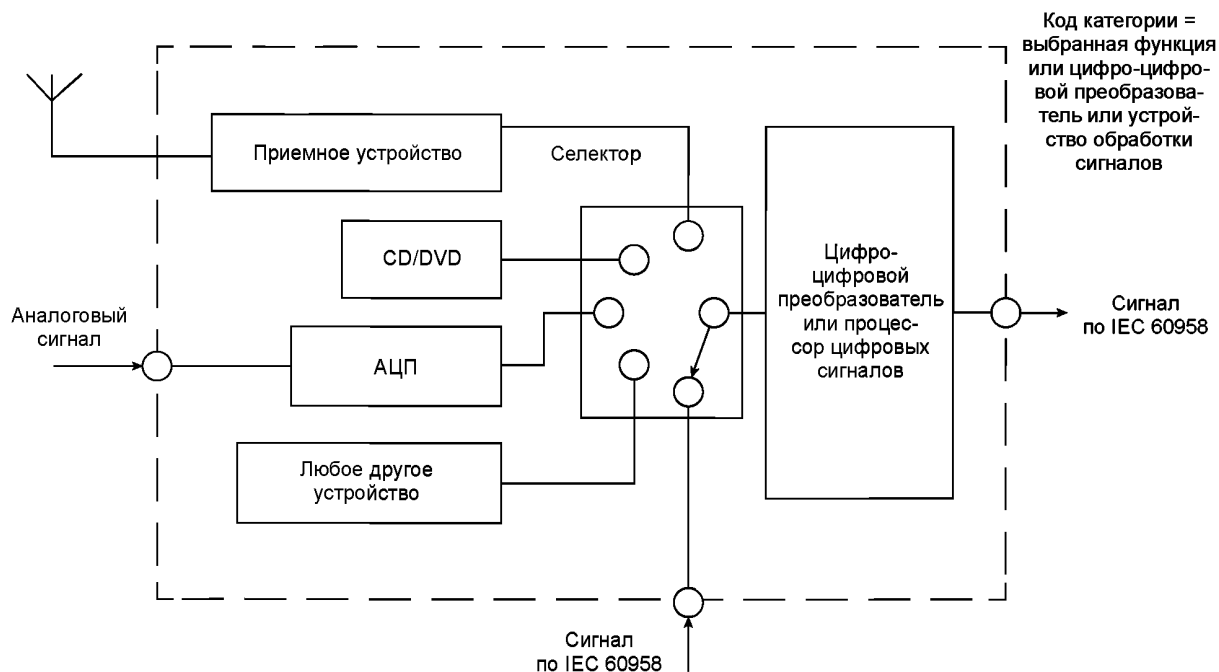 Код категории =
выбранная функция
или цифро-цифро-
вой преобразова-
тель или устрой-
ство обработки
сигналов
Приемное устройство
Селектор
CD/DVD
Цифро-
цифровой
преобразователь
или процес-
сор цифровых
сигналов
Аналоговый
сигнал
АЦП
Сигнал
по IEC 60958
Любое другое
устройство
Сигнал
по IEC 60958